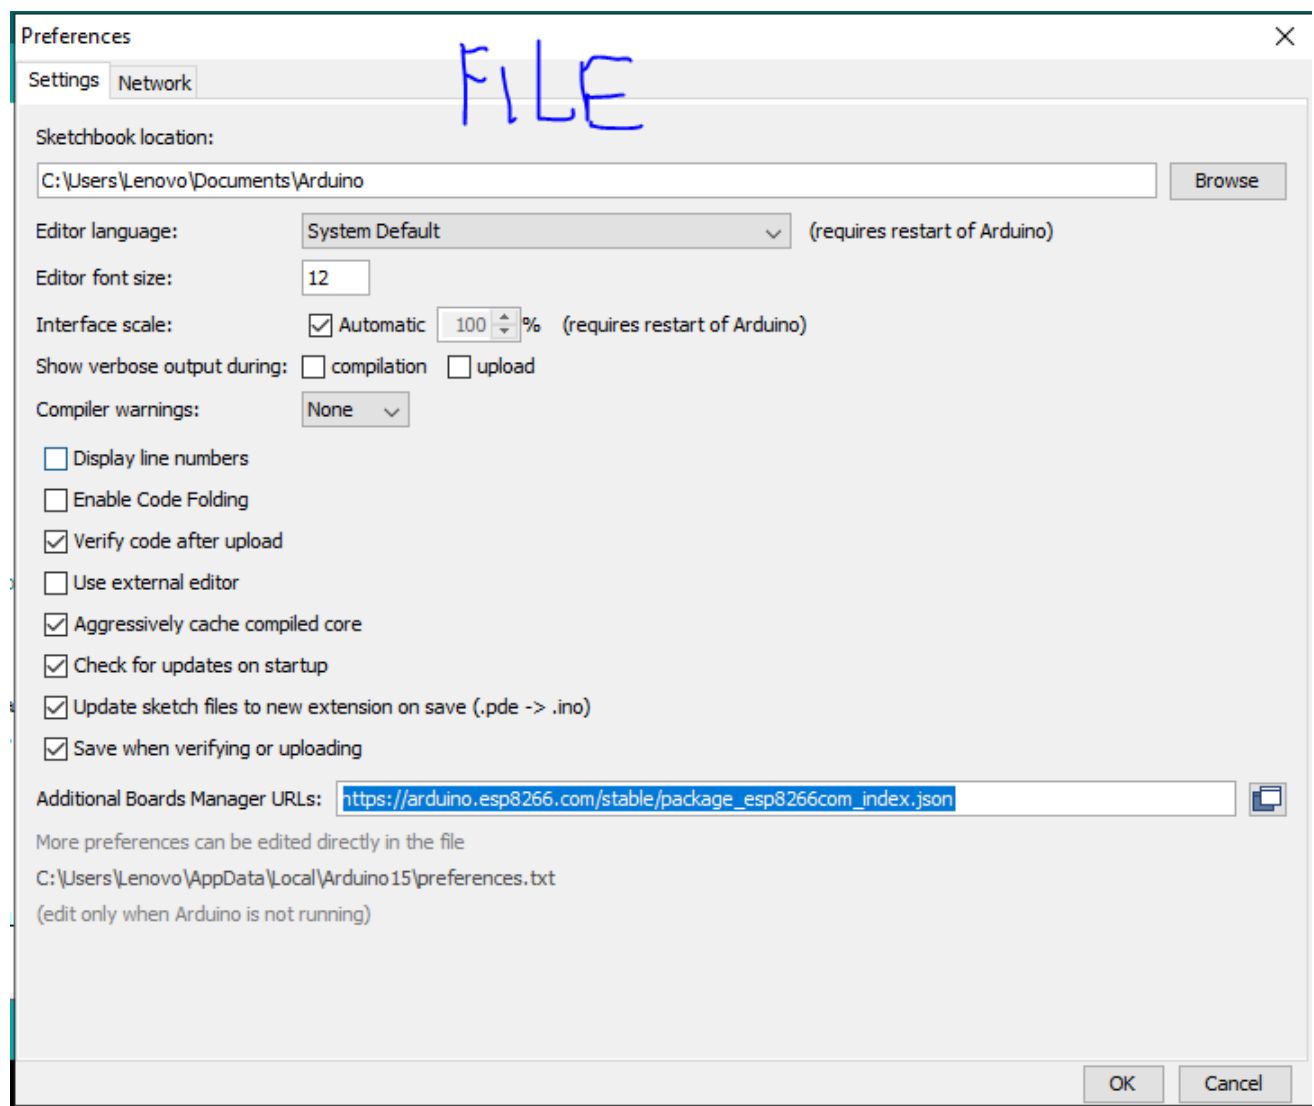 Preferences
Settings Network
FILE
Sketchbook location:
C:\Users\Lenovo\Documents\Arduino Browse
Editor language: System Default (requires restart of Arduino)
Editor font size: 12
Interface scale: Automatic 100 % (requires restart of Arduino)
Show verbose output during: compilation upload
Compiler warnings: None
Display line numbers
Enable Code Folding
Verify code after upload
Use external editor
Aggressively cache compiled core
Check for updates on startup
Update sketch files to new extension on save (.pde -> .ino)
Save when verifying or uploading
Additional Boards Manager URLs: https://arduino.esp8266.com/stable/package_esp8266com_index.json
More preferences can be edited directly in the file
C:\Users\Lenovo\AppData\Local\Arduino15\preferences.txt
(edit only when Arduino is not running)
OK Cancel